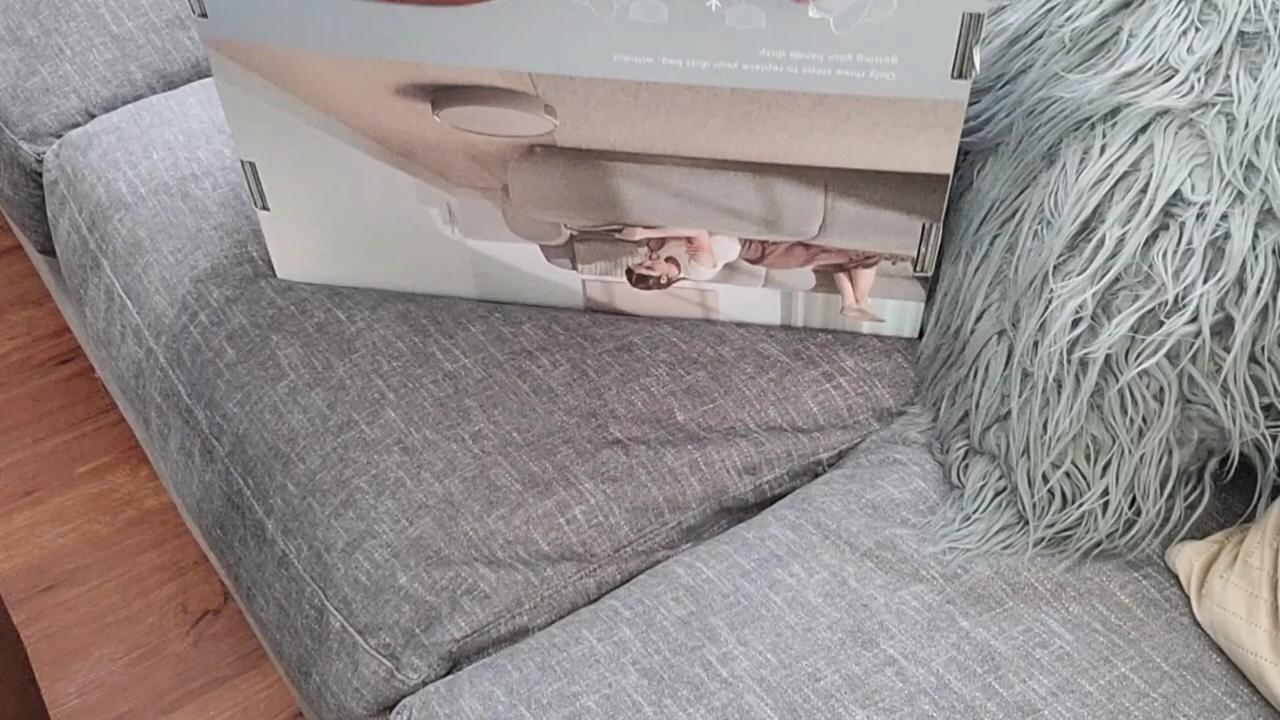 Only three steps to replace your dust bag, without
getting your hands dirty.